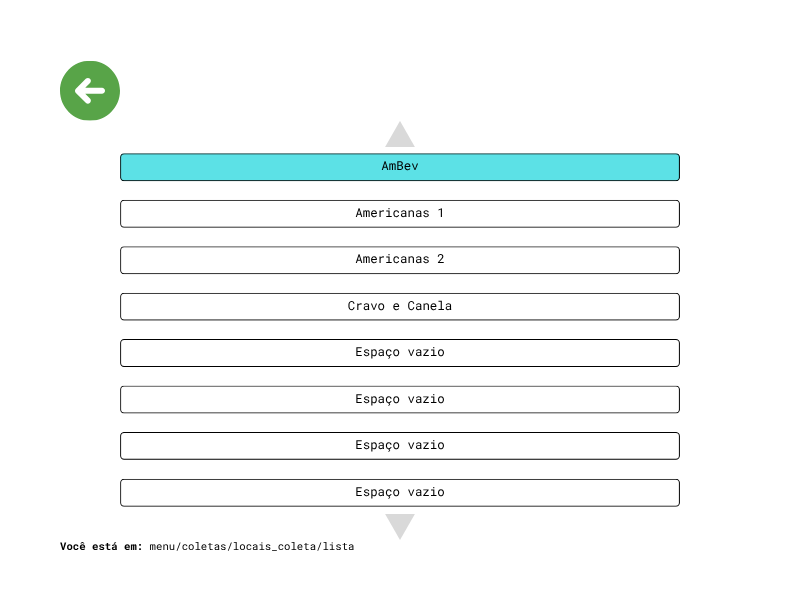 AmBev
Americanas 1
Americanas 2
Cravo e Canela
Espaço vazio
Espaço vazio
Espaço vazio
Espaço vazio
Você está em: menu/coletas/locais_coleta/lista